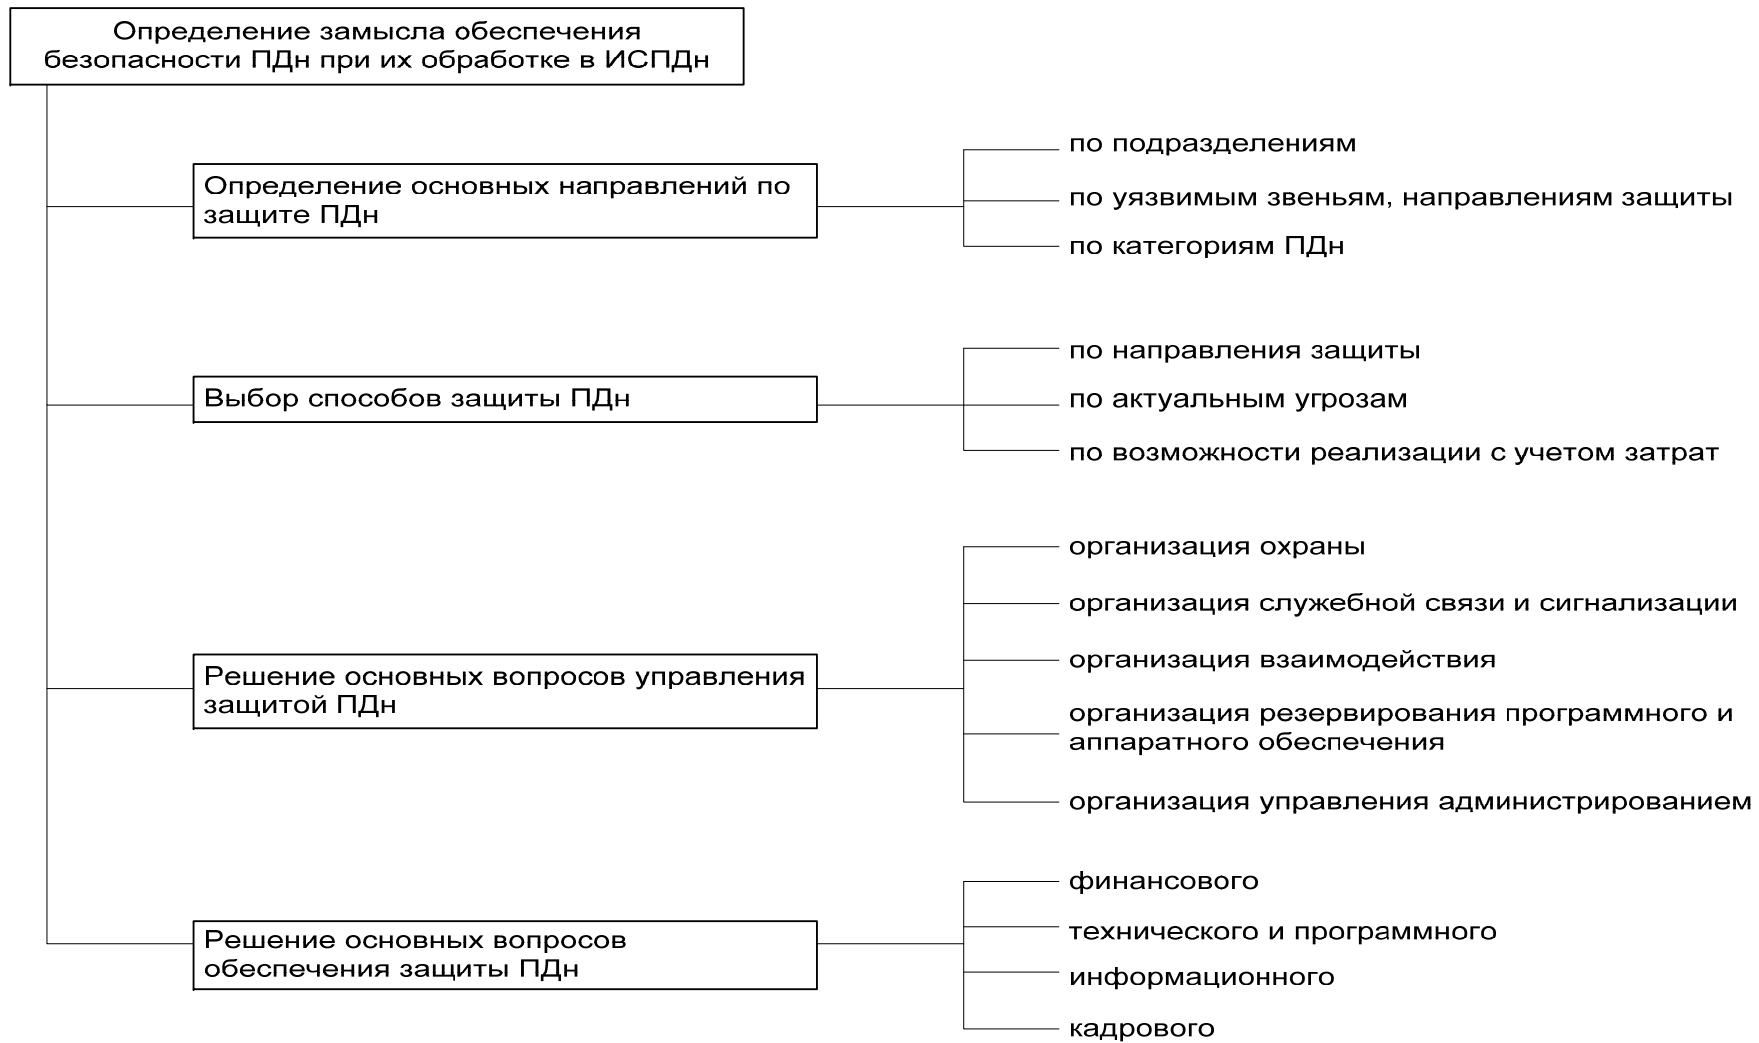 Определение замысла обеспечения
безопасности ПДн при их обработке в ИСПДн
Определение основных направлений по
защите ПДн
по подразделениям
по уязвимым звеньям, направлениям защиты
по категориям ПДн
Выбор способов защиты ПДн
по направления защиты
по актуальным угрозам
по возможности реализации с учетом затрат
Решение основных вопросов управления
защитой ПДн
организация охраны
организация служебной связи и сигнализации
организация взаимодействия
организация резервирования программного и
аппаратного обеспечения
организация управления администрированием
Решение основных вопросов
обеспечения защиты ПДн
финансового
технического и программного
информационного
кадрового